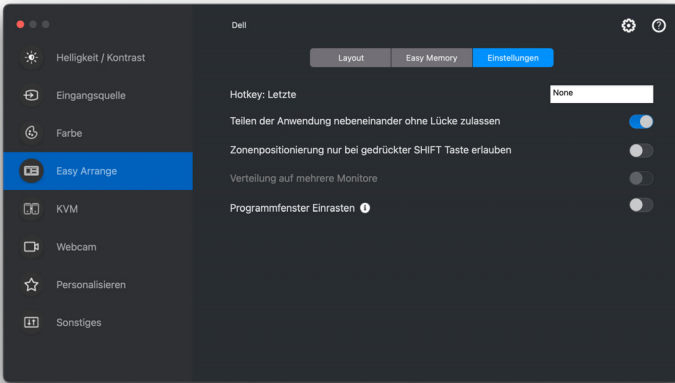 Dell
Layout
Easy Memory
Einstellungen
Helligkeit / Kontrast
Eingangsquelle
Farbe
Easy Arrange
KVM
Webcam
Personalisieren
Sonstiges
Hotkey: Letzte
None
Teilen der Anwendung nebeneinander ohne Lücke zulassen
Zonenpositionierung nur bei gedrückter SHIFT Taste erlauben
Verteilung auf mehrere Monitore
Programmfenster Einrasten